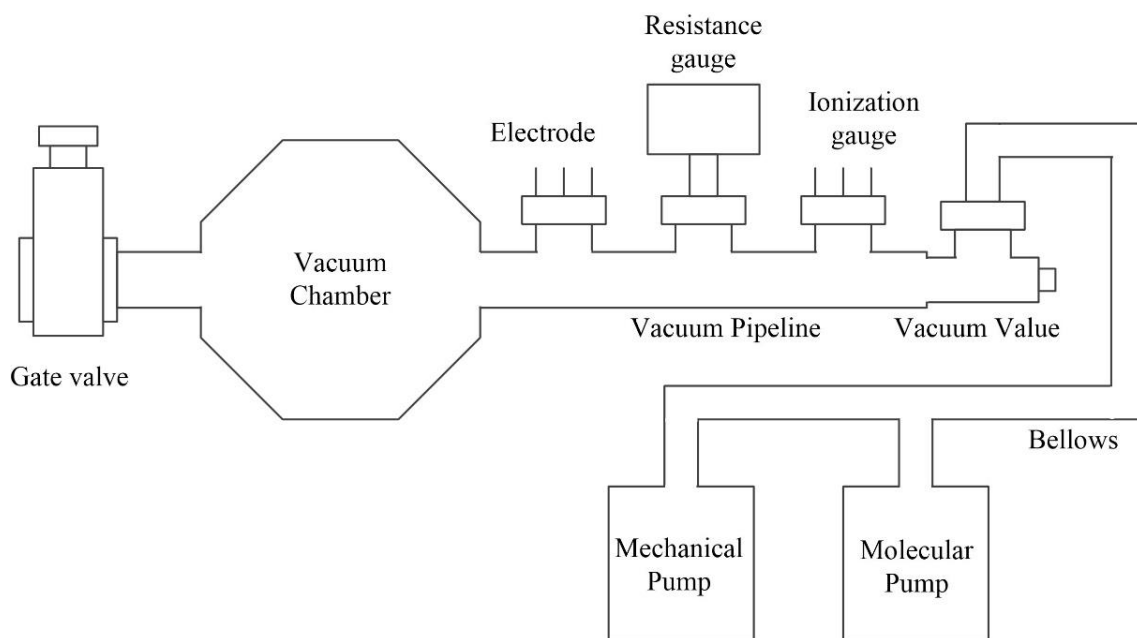 Resistance
gauge
Ionization
gauge
Electrode
Vacuum
Chamber
Vacuum Pipeline
Vacuum Value
Gate valve
Bellows
Mechanical
Pump
Molecular
Pump